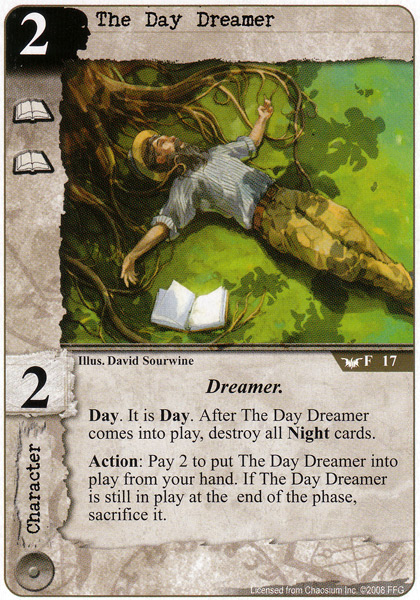 2
The Day Dreamer
Illus. David Sourwine
F 17
2
Character
Dreamer.
Day. It is Day. After The Day Dreamer
comes into play, destroy all Night cards.
Action: Pay 2 to put The Day Dreamer into
play from your hand. If The Day Dreamer
is still in play at the end of the phase,
sacrifice it.
Licensed from Chaosium Inc. ©2008 FFG